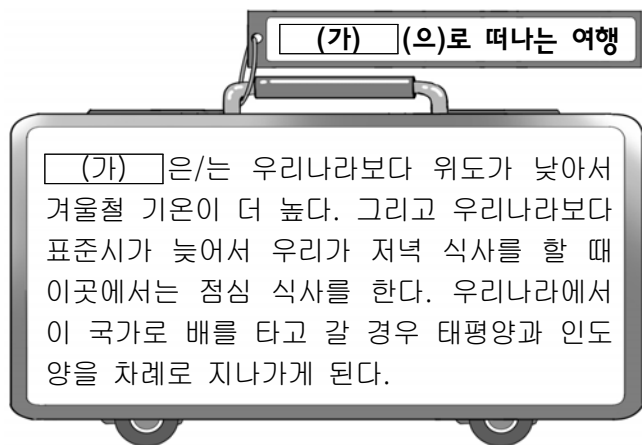 (가) (으)로 떠나는 여행
(가) 은/는 우리나라보다 위도가 낮아서
겨울철 기온이 더 높다. 그리고 우리나라보다
표준시가 늦어서 우리가 저녁 식사를 할 때
이곳에서는 점심 식사를 한다. 우리나라에서
이 국가로 배를 타고 갈 경우 태평양과 인도
양을 차례로 지나가게 된다.